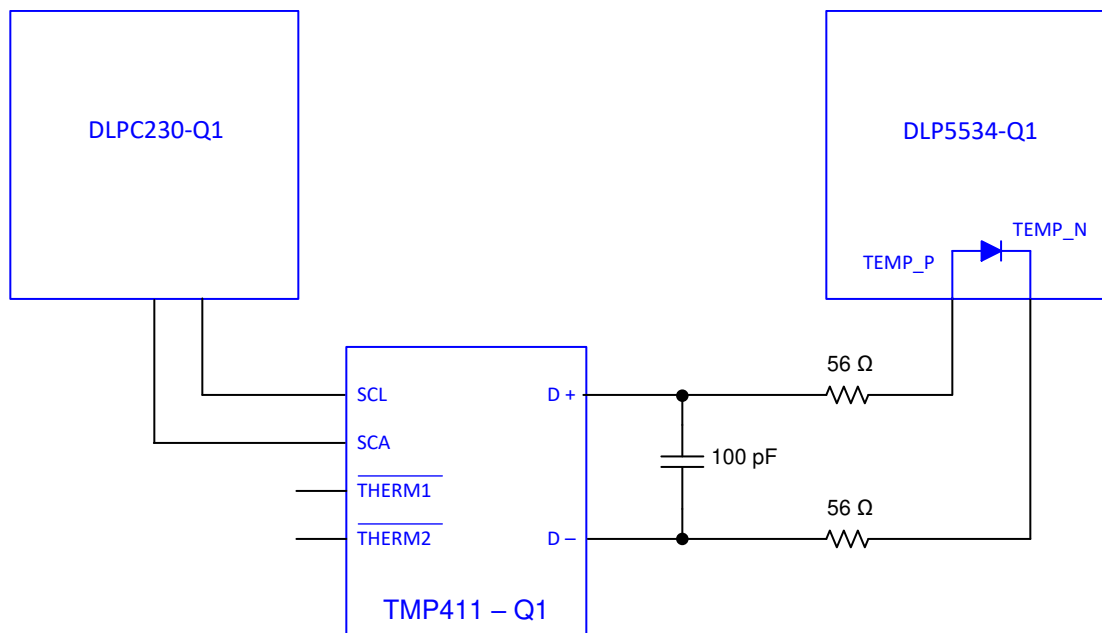 DLPC230-Q1
DLP5534-Q1
TEMP_N
TEMP_P
56 Ω
SCL
D +
SCA
100 pF
THERM1
56 Ω
THERM2
D –
TMP411 – Q1